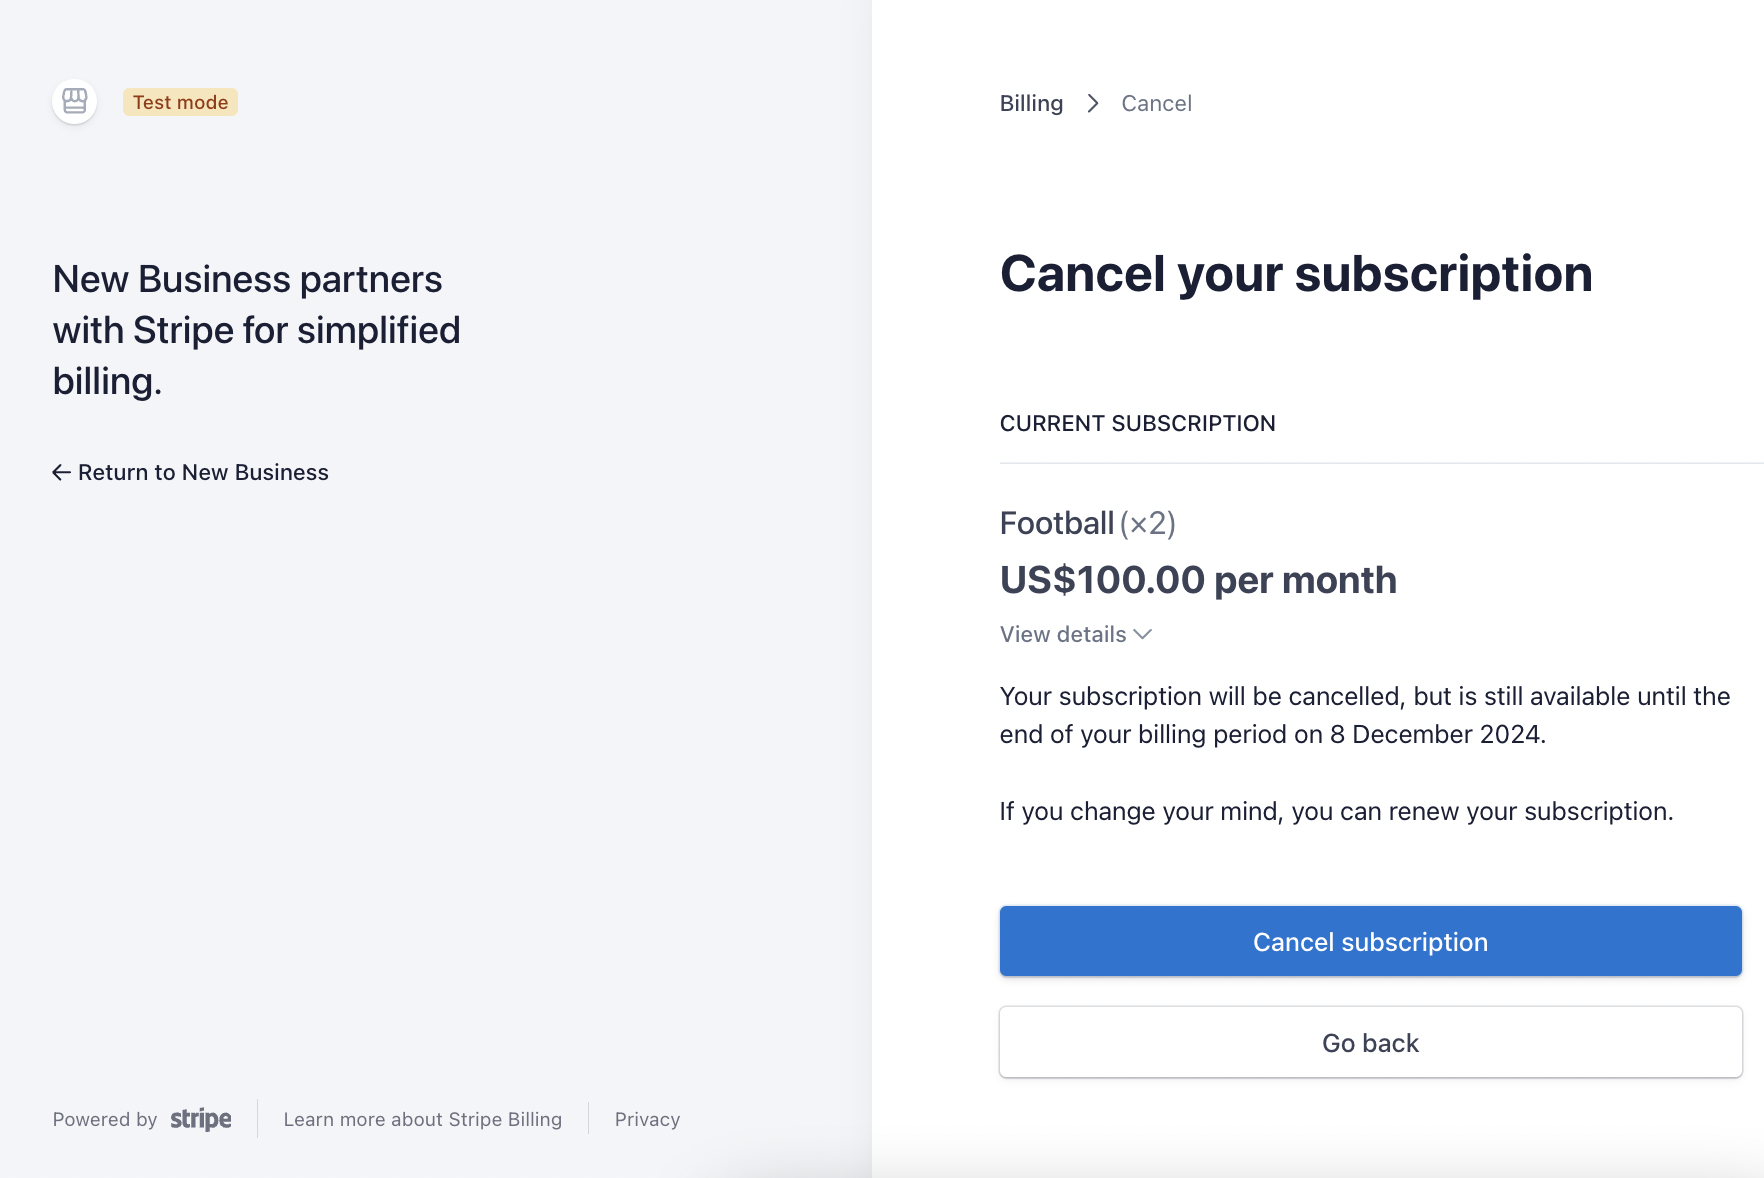 Test mode
New Business partners
with Stripe for simplified
billing.
← Return to New Business
Powered by stripe
Learn more about Stripe Billing
Privacy
Billing > Cancel
Cancel your subscription
CURRENT SUBSCRIPTION
Football (×2)
US$100.00 per month
View details
Your subscription will be cancelled, but is still available until the
end of your billing period on 8 December 2024.
If you change your mind, you can renew your subscription.
Cancel subscription
Go back